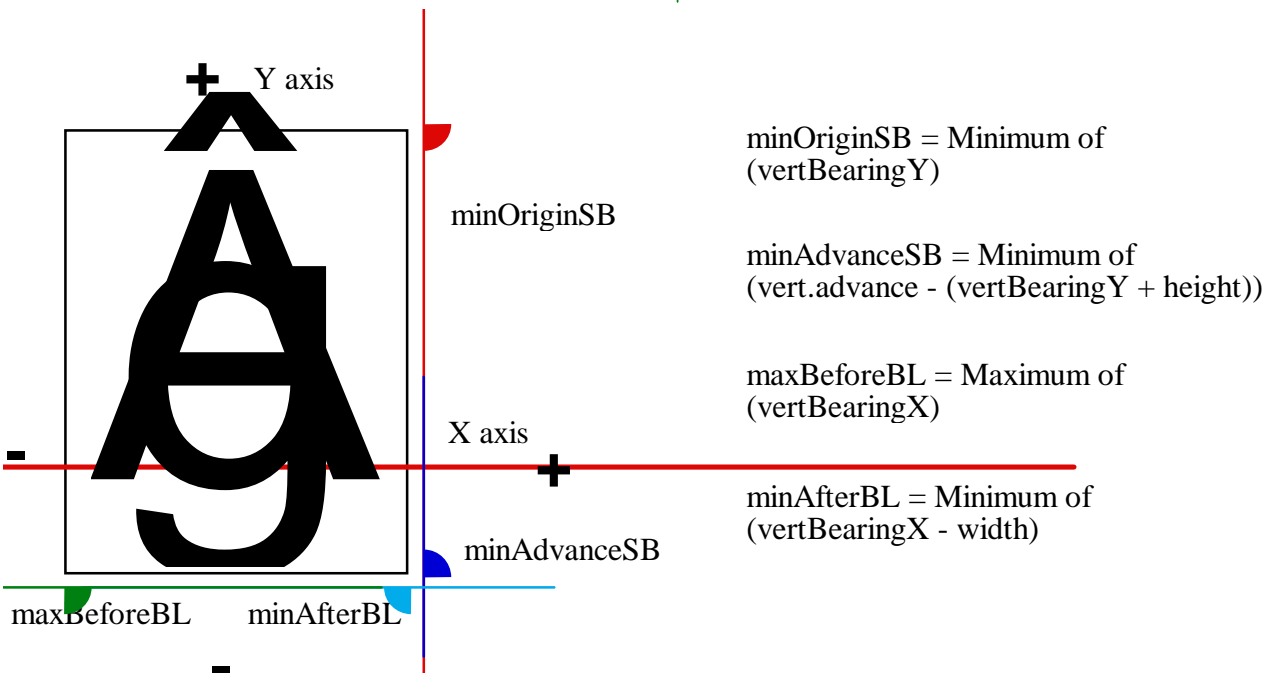 + Y axis
Â
g
minOriginSB
X axis
-
+
minAdvanceSB
maxBeforeBL minAfterBL
-
minOriginSB = Minimum of
(vertBearingY)
minAdvanceSB = Minimum of
(vert.advance - (vertBearingY + height))
maxBeforeBL = Maximum of
(vertBearingX)
minAfterBL = Minimum of
(vertBearingX - width)